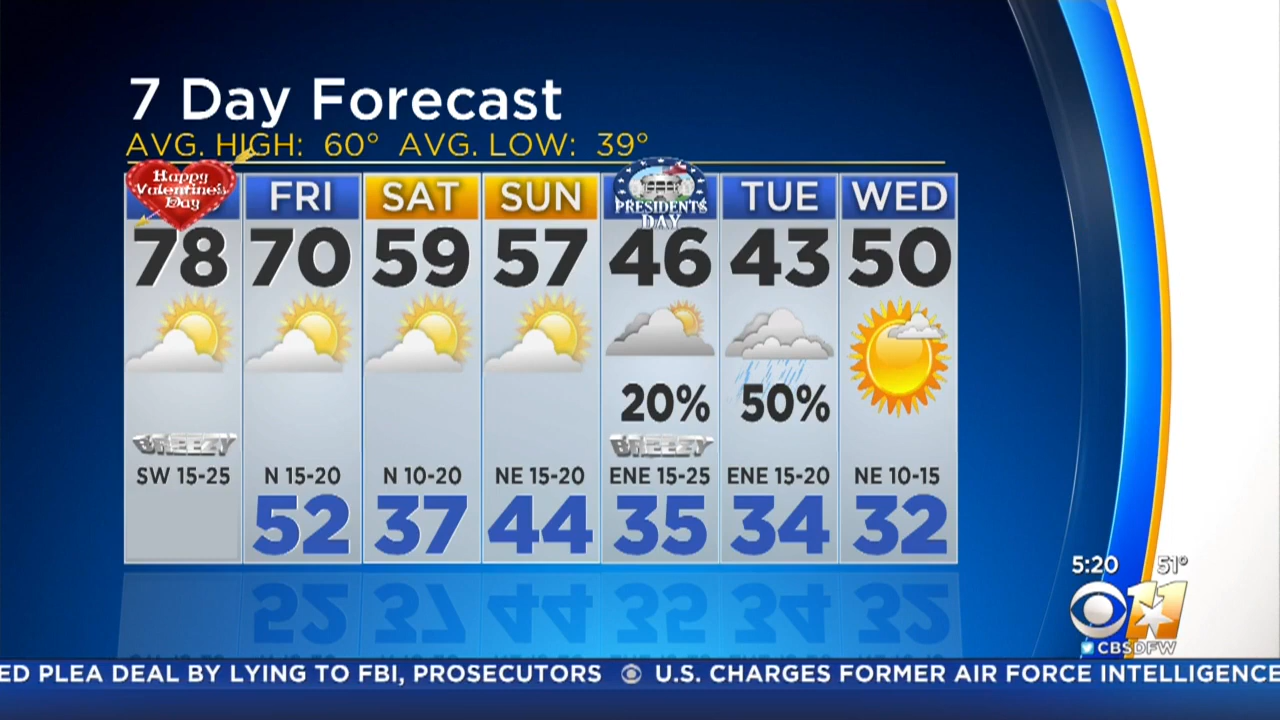 7 Day Forecast
AVG. HIGH: 60° AVG. LOW: 39°
Happy
Valentine's
Day
FRI
SAT
SUN
PRESIDENTS
DAY
TUE
WED
78 70 59 57 46 43 50
20% 50%
BREEZY BREEZY
SW 15-25 N 15-20 N 10-20 NE 15-20 ENE 15-25 ENE 15-20 NE 10-15
52 37 44 35 34 32
5:20 51°
11
CBSDFW
ED PLEA DEAL BY LYING TO FBI, PROSECUTORS U.S. CHARGES FORMER AIR FORCE INTELLIGENCE